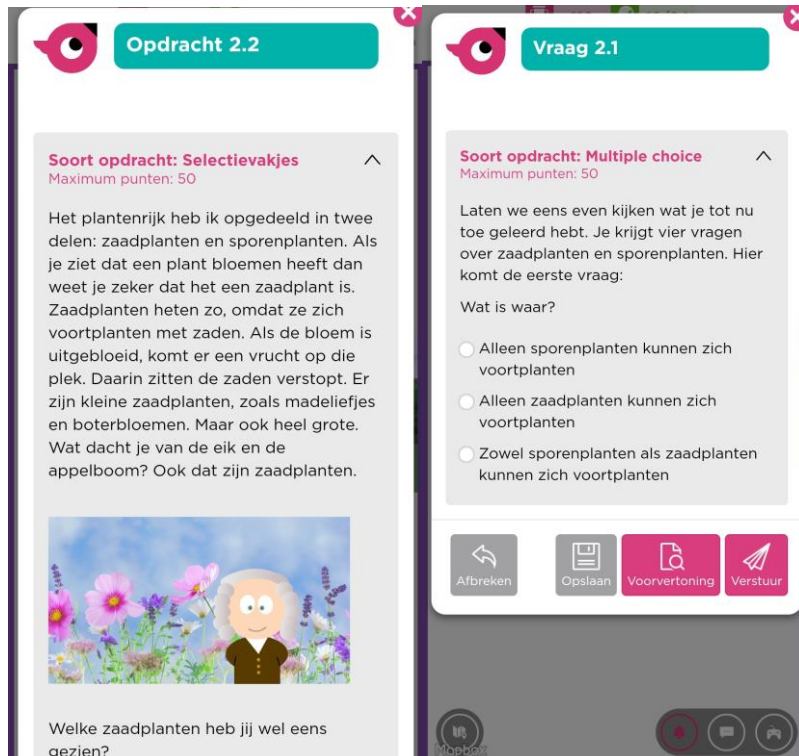 Opdracht 2.2
Soort opdracht: Selectievakjes
Maximum punten: 50
Het plantenrijk heb ik opgedeeld in twee
delen: zaadplanten en sporenplanten. Als
je ziet dat een plant bloemen heeft dan
weet je zeker dat het een zaadplant is.
Zaadplanten heten zo, omdat ze zich
voortplanten met zaden. Als de bloem is
uitgebloeid, komt er een vrucht op die
plek. Daarin zitten de zaden verstopt. Er
zijn kleine zaadplanten, zoals madeliefjes
en boterbloemen. Maar ook heel grote.
Wat dacht je van de eik en de
appelboom? Ook dat zijn zaadplanten.
Welke zaadplanten heb jij wel eens
gezien?
Vraag 2.1
Soort opdracht: Multiple choice
Maximum punten: 50
Laten we eens even kijken wat je tot nu
toe geleerd hebt. Je krijgt vier vragen
over zaadplanten en sporenplanten. Hier
komt de eerste vraag:
Wat is waar?
Alleen sporenplanten kunnen zich
voortplanten
Alleen zaadplanten kunnen zich
voortplanten
Zowel sporenplanten als zaadplanten
kunnen zich voortplanten
Afbreken
Opslaan
Voorvertoning
Verstuur
Mapbox